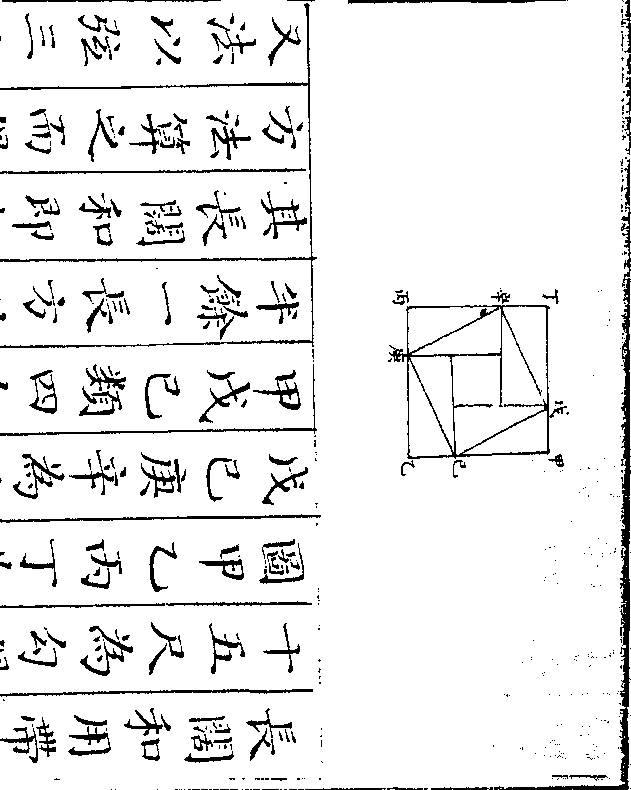 長闊和用帶
十五尺為勾
圖甲乙丙丁
戊己庚辛為
甲戊己類四
半餘一長方
其長闊和即
方法算之而
又法以弦三
甲
戊
丁
己
辛
乙
庚
丙